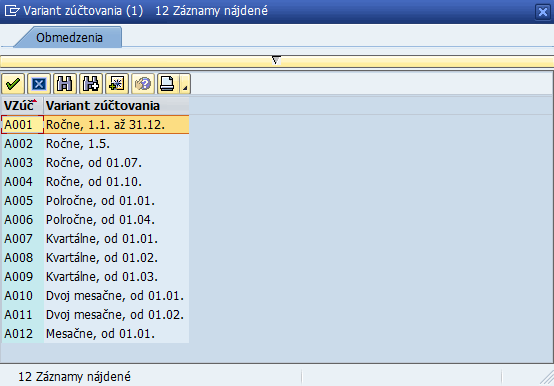 Variant zúčtovania (1) 12 Záznamy nájdené
Obmedzenia
VZúč Variant zúčtovania
A001 Ročne, 1.1. až 31.12.
A002 Ročne, 1.5.
A003 Ročne, od 01.07.
A004 Ročne, od 01.10.
A005 Polročne, od 01.01.
A006 Polročne, od 01.04.
A007 Kvartálne, od 01.01.
A008 Kvartálne, od 01.02.
A009 Kvartálne, od 01.03.
A010 Dvoj mesačne, od 01.01.
A011 Dvoj mesačne, od 01.02.
A012 Mesačne, od 01.01.
12 Záznamy nájdené